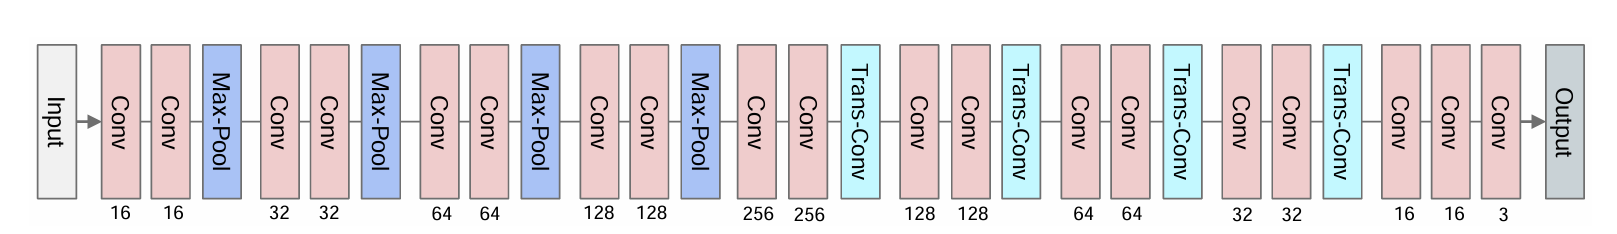 Input
Conv
Conv
Max-Pool
Conv
Conv
Max-Pool
Conv
Conv
Max-Pool
Conv
Conv
Max-Pool
Conv
Conv
Trans-Conv
Conv
Conv
Trans-Conv
Conv
Conv
Trans-Conv
Conv
Conv
Trans-Conv
Conv
Conv
Conv
Output
16 16 32 32 64 64 128 128 256 256 128 128 64 64 32 32 16 16 3